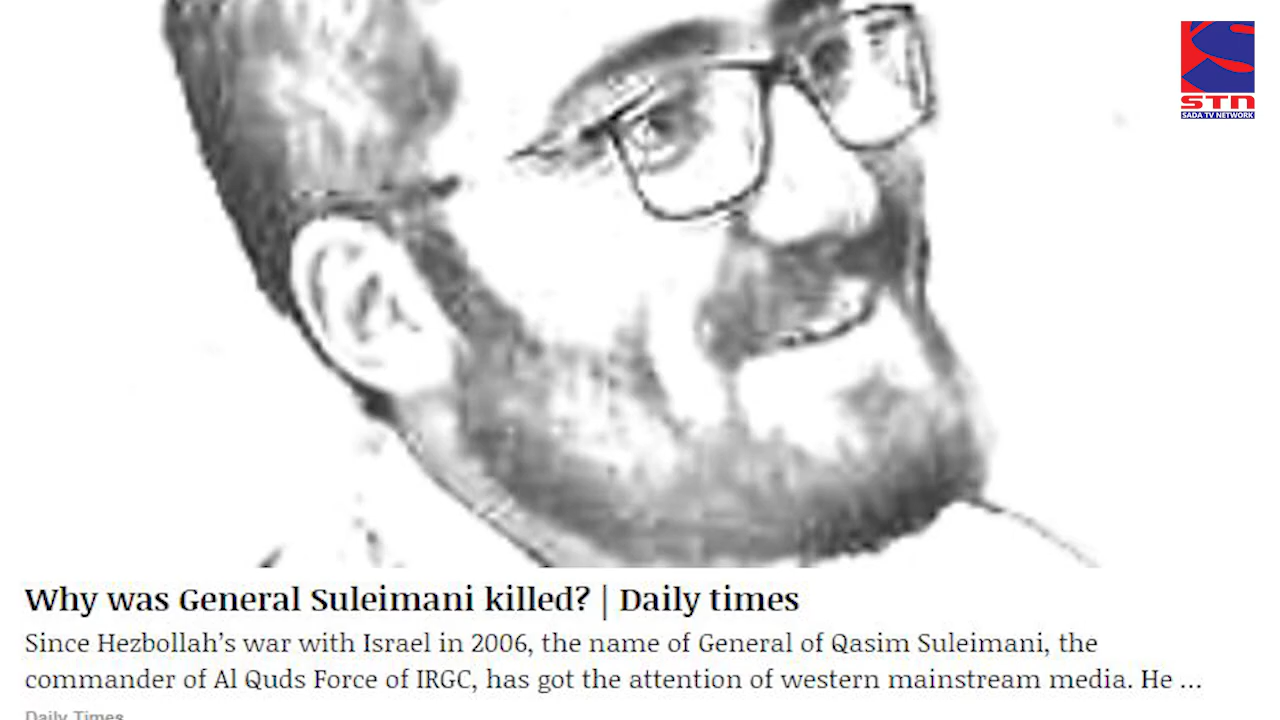 STN
SADA TV NETWORK
Why was General Suleimani killed? | Daily times
Since Hezbollah’s war with Israel in 2006, the name of General of Qasim Suleimani, the
commander of Al Quds Force of IRGC, has got the attention of western mainstream media. He ...
Daily Times